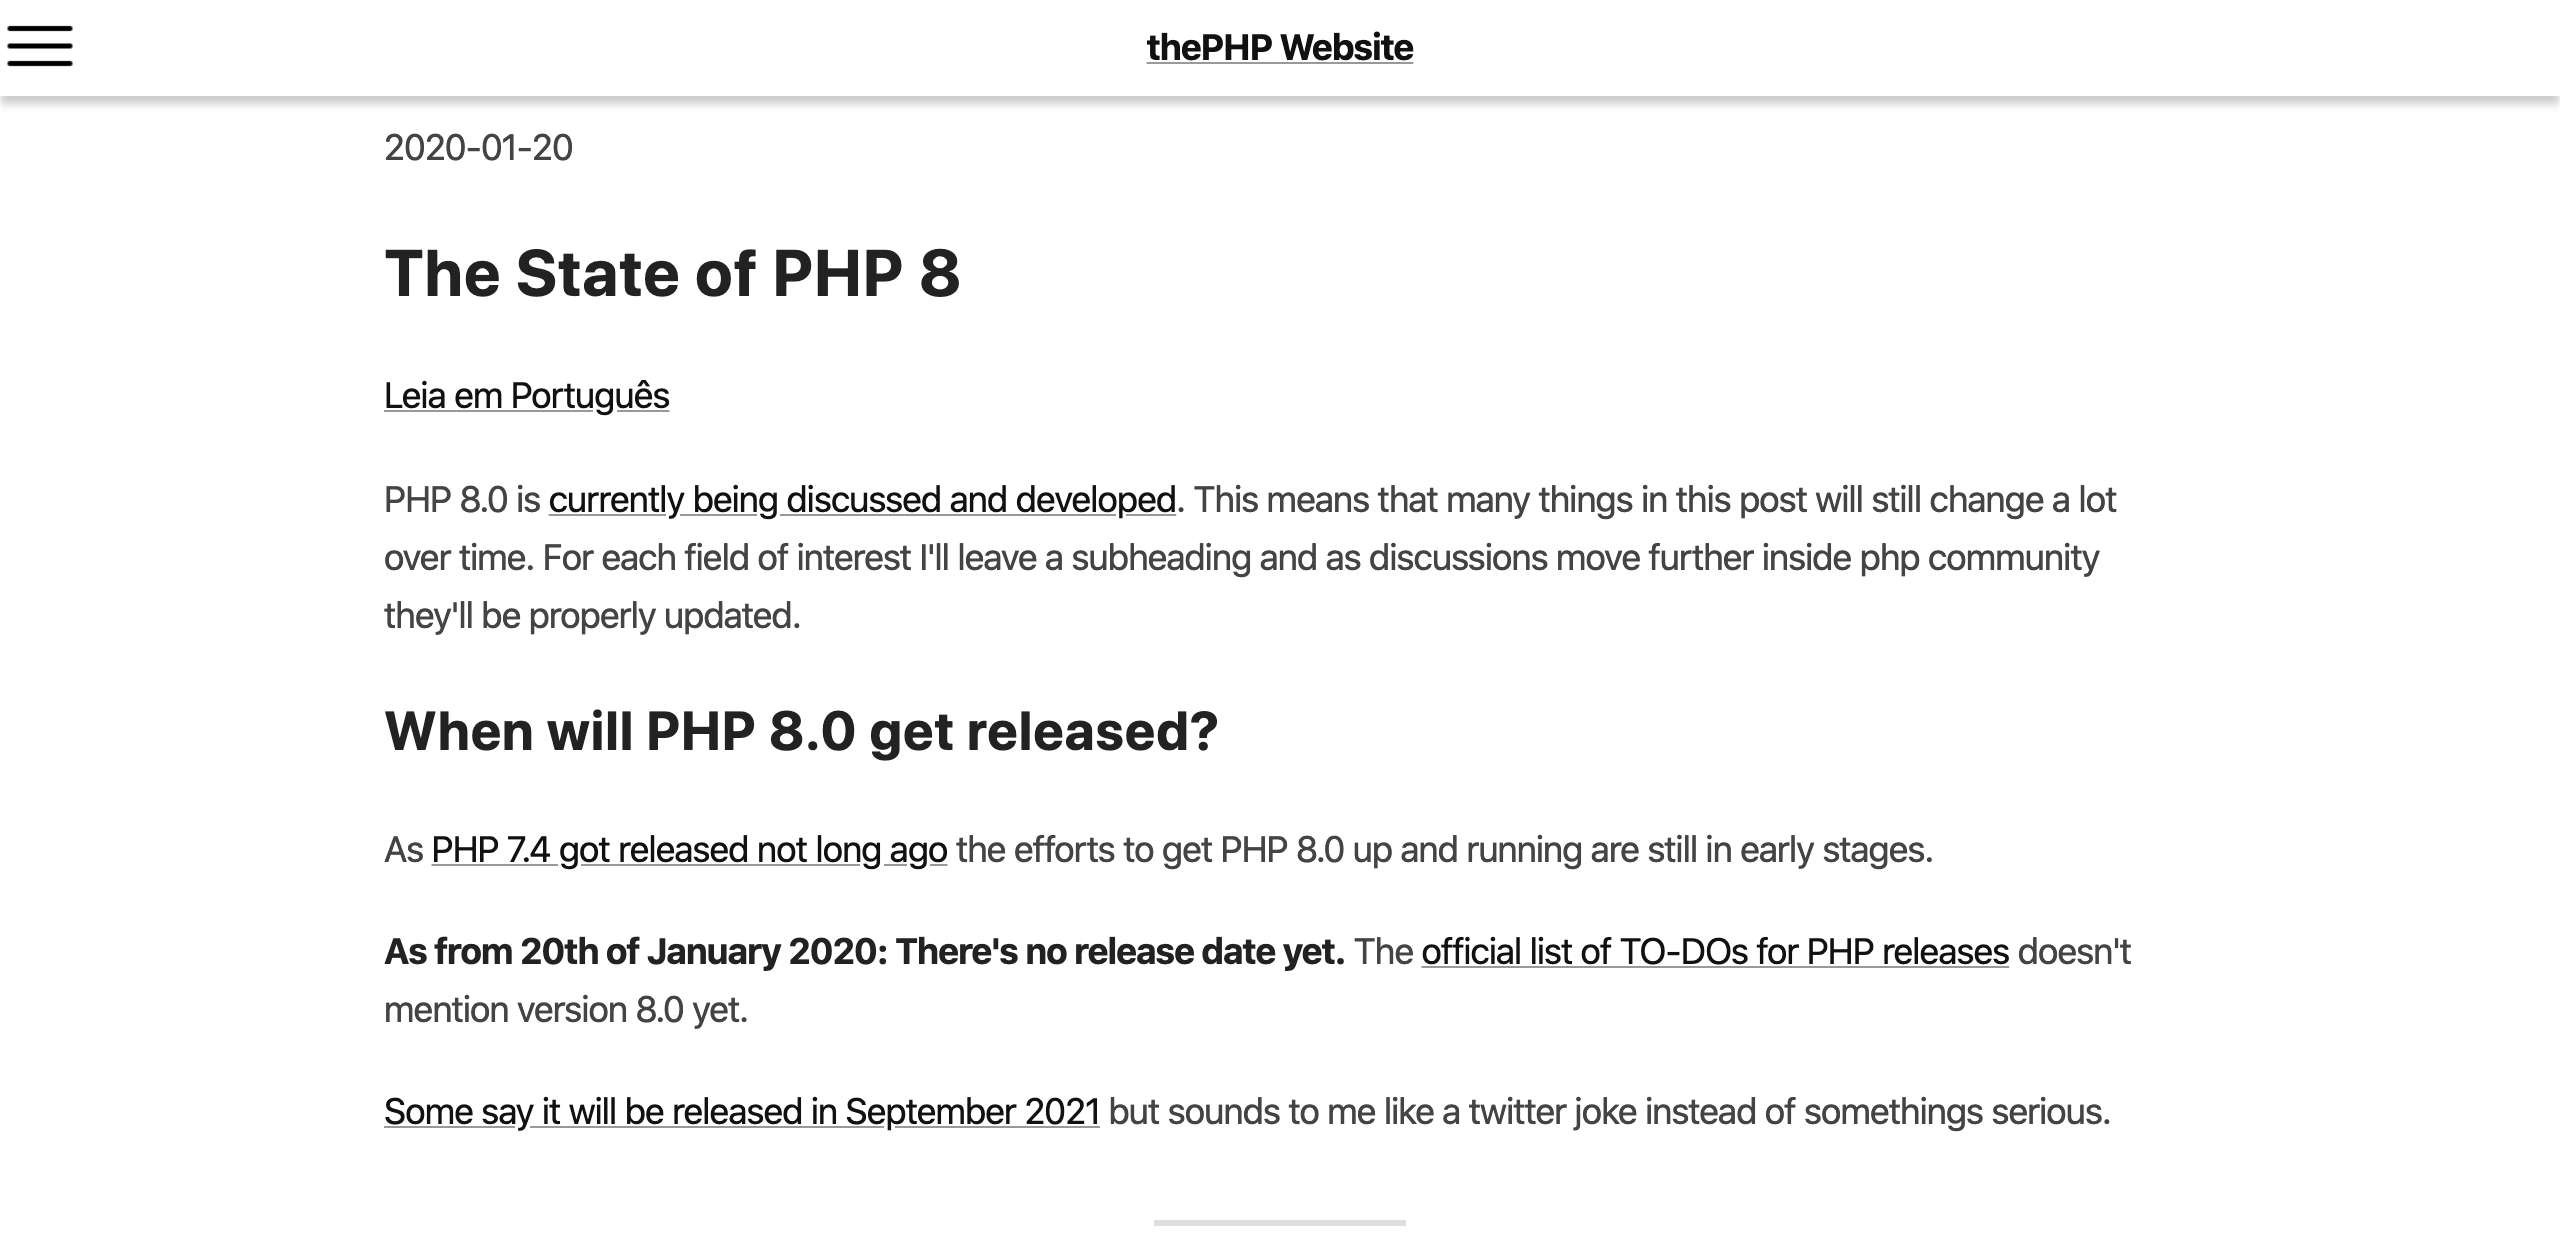 thePHP Website
2020-01-20
The State of PHP 8
Leia em Português
PHP 8.0 is currently being discussed and developed. This means that many things in this post will still change a lot
over time. For each field of interest I'll leave a subheading and as discussions move further inside php community
they'll be properly updated.
When will PHP 8.0 get released?
As PHP 7.4 got released not long ago the efforts to get PHP 8.0 up and running are still in early stages.
As from 20th of January 2020: There's no release date yet. The official list of TO-DOs for PHP releases doesn't
mention version 8.0 yet.
Some say it will be released in September 2021 but sounds to me like a twitter joke instead of somethings serious.